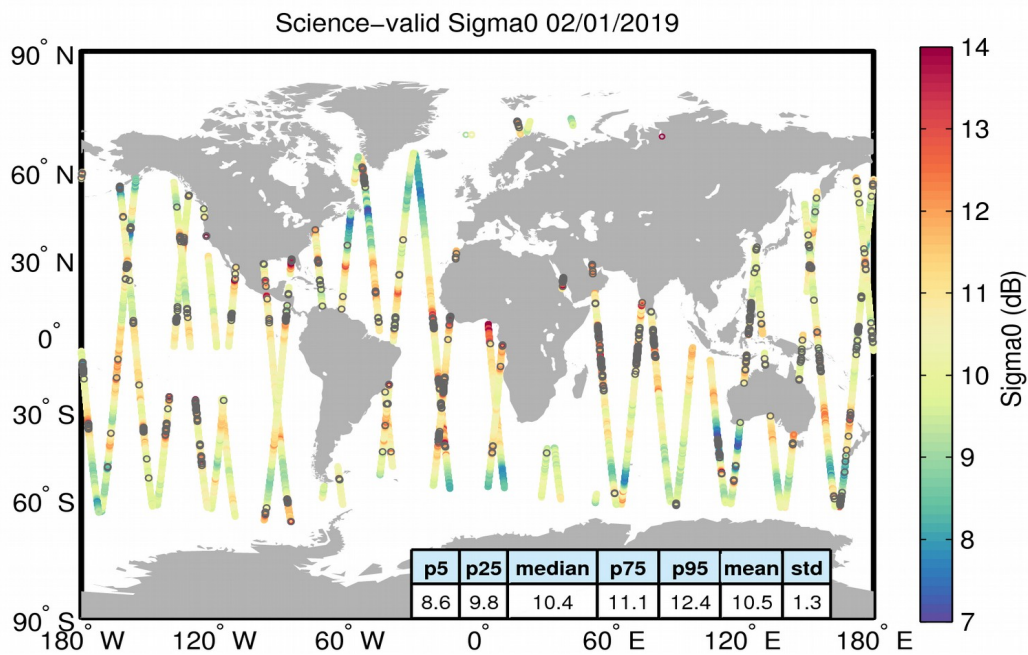 Science−valid Sigma0 02/01/2019
90° N
60° N
30° N
0°
30° S
60° S
90° S
180° W
120° W
60° W
0°
60° E
120° E
180° E
p5 p25 median p75 p95 mean std
8.6 9.8 10.4 11.1 12.4 10.5 1.3
14
13
12
11
10
9
8
7
Sigma0 (dB)